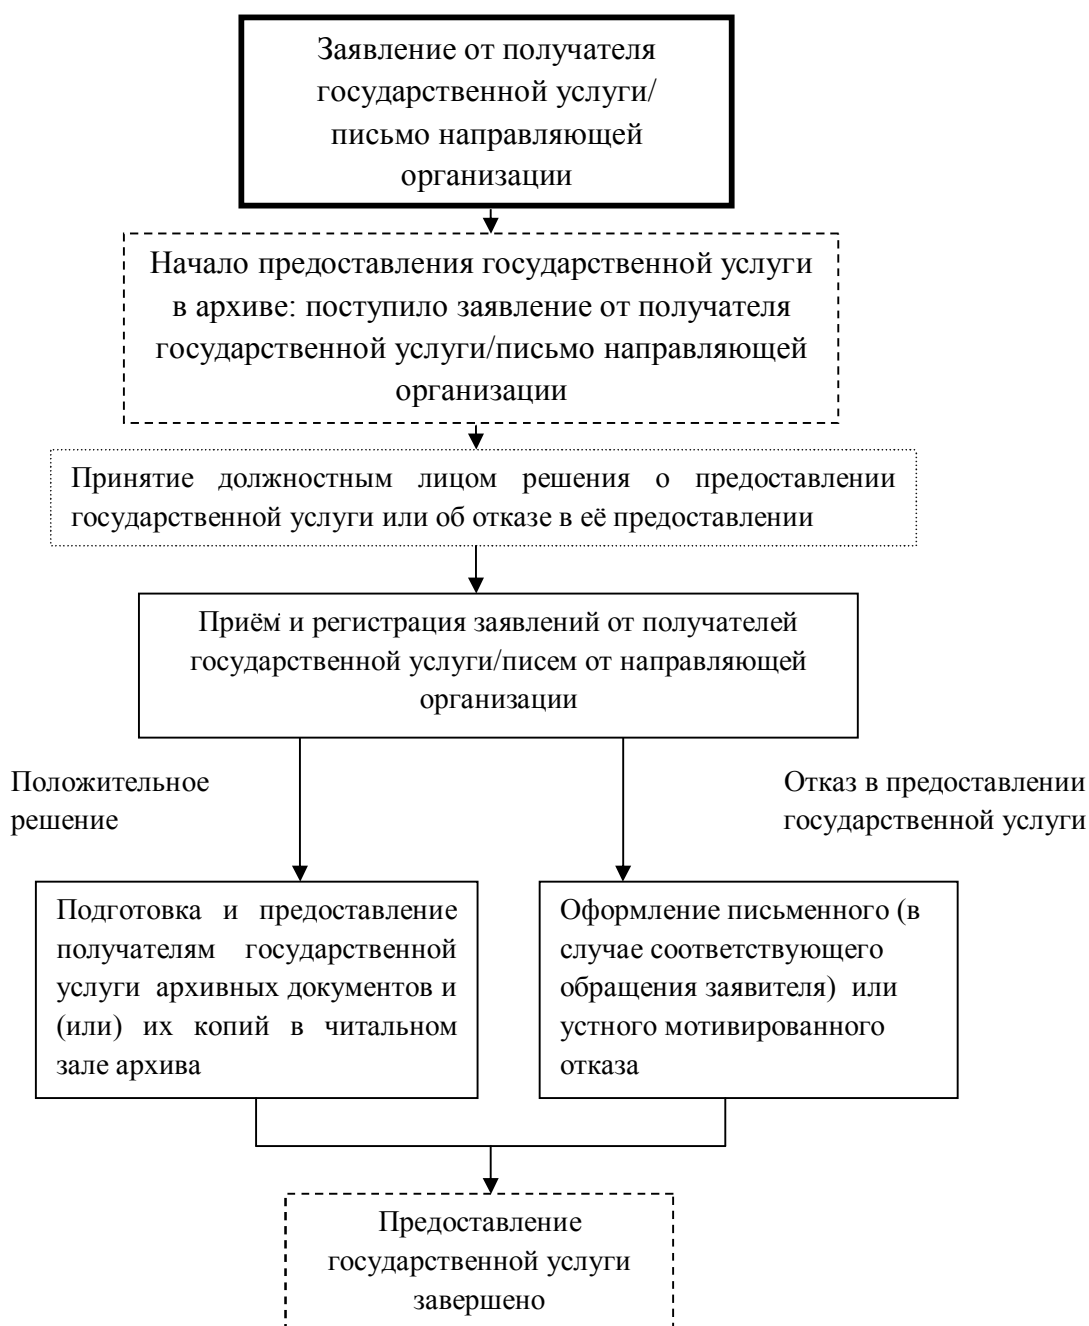 Заявление от получателя
государственной услуги/
письмо направляющей
организации
Начало предоставления государственной услуги
в архиве: поступило заявление от получателя
государственной услуги/письмо направляющей
организации
Принятие должностным лицом решения о предоставлении
государственной услуги или об отказе в её предоставлении
Приём и регистрация заявлений от получателей
государственной услуги/писем от направляющей
организации
Положительное
решение
Отказ в предоставлении
государственной услуги
Подготовка и предоставление
получателям государственной
услуги архивных документов и
(или) их копий в читальном
зале архива
Оформление письменного (в
случае соответствующего
обращения заявителя) или
устного мотивированного
отказа
Предоставление
государственной услуги
завершено